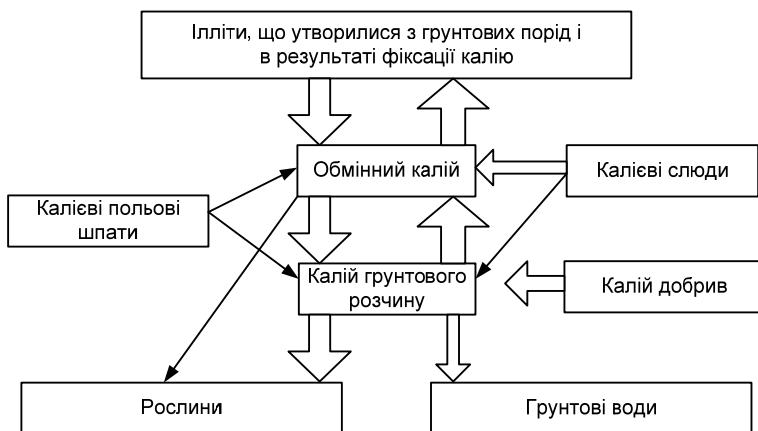 Ілліти, що утворилися з грунтових порід і
в результаті фіксації калію
Обмінний калій
Калієві слюди
Калієві польові
шпати
Калій грунтового
розчину
Калій добрив
Рослини
Грунтові води